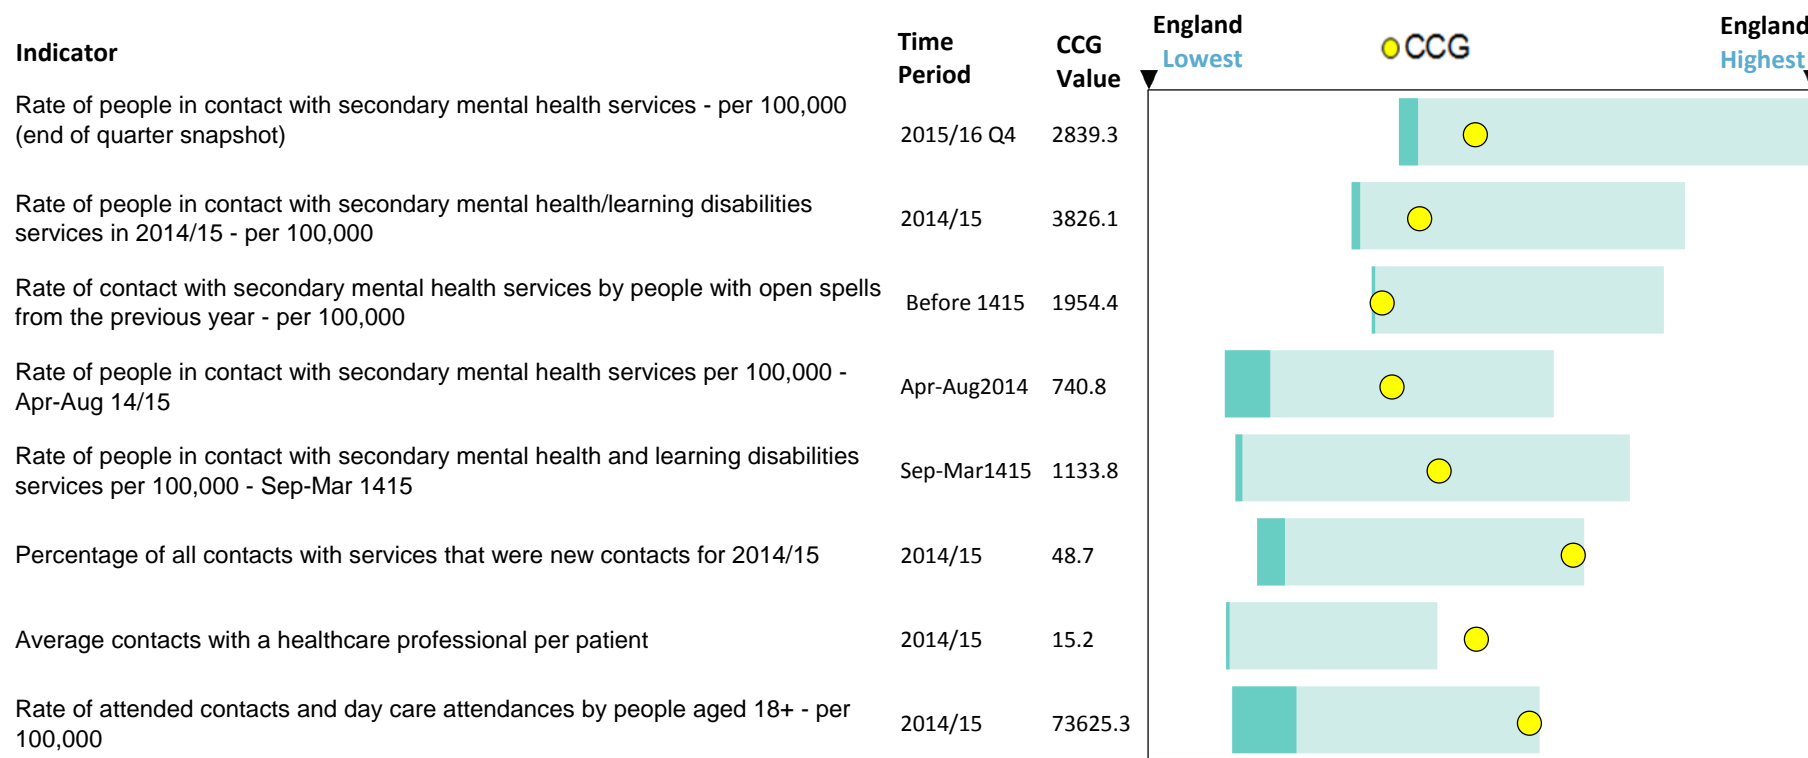 Indicator
Time
Period
CCG
Value
England
Lowest
CCG
England
Highest
Rate of people in contact with secondary mental health services - per 100,000
(end of quarter snapshot)
2015/16 Q4
2839.3
Rate of people in contact with secondary mental health/learning disabilities
services in 2014/15 - per 100,000
2014/15
3826.1
Rate of contact with secondary mental health services by people with open spells
from the previous year - per 100,000
Before 1415
1954.4
Rate of people in contact with secondary mental health services per 100,000 -
Apr-Aug 14/15
Apr-Aug2014
740.8
Rate of people in contact with secondary mental health and learning disabilities
services per 100,000 - Sep-Mar 1415
Sep-Mar1415
1133.8
Percentage of all contacts with services that were new contacts for 2014/15
2014/15
48.7
Average contacts with a healthcare professional per patient
2014/15
15.2
Rate of attended contacts and day care attendances by people aged 18+ - per
100,000
2014/15
73625.3